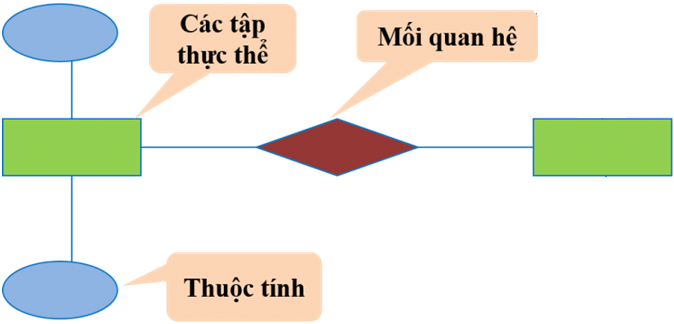 Các tập
thực thể
Mối quan hệ
Thuộc tính